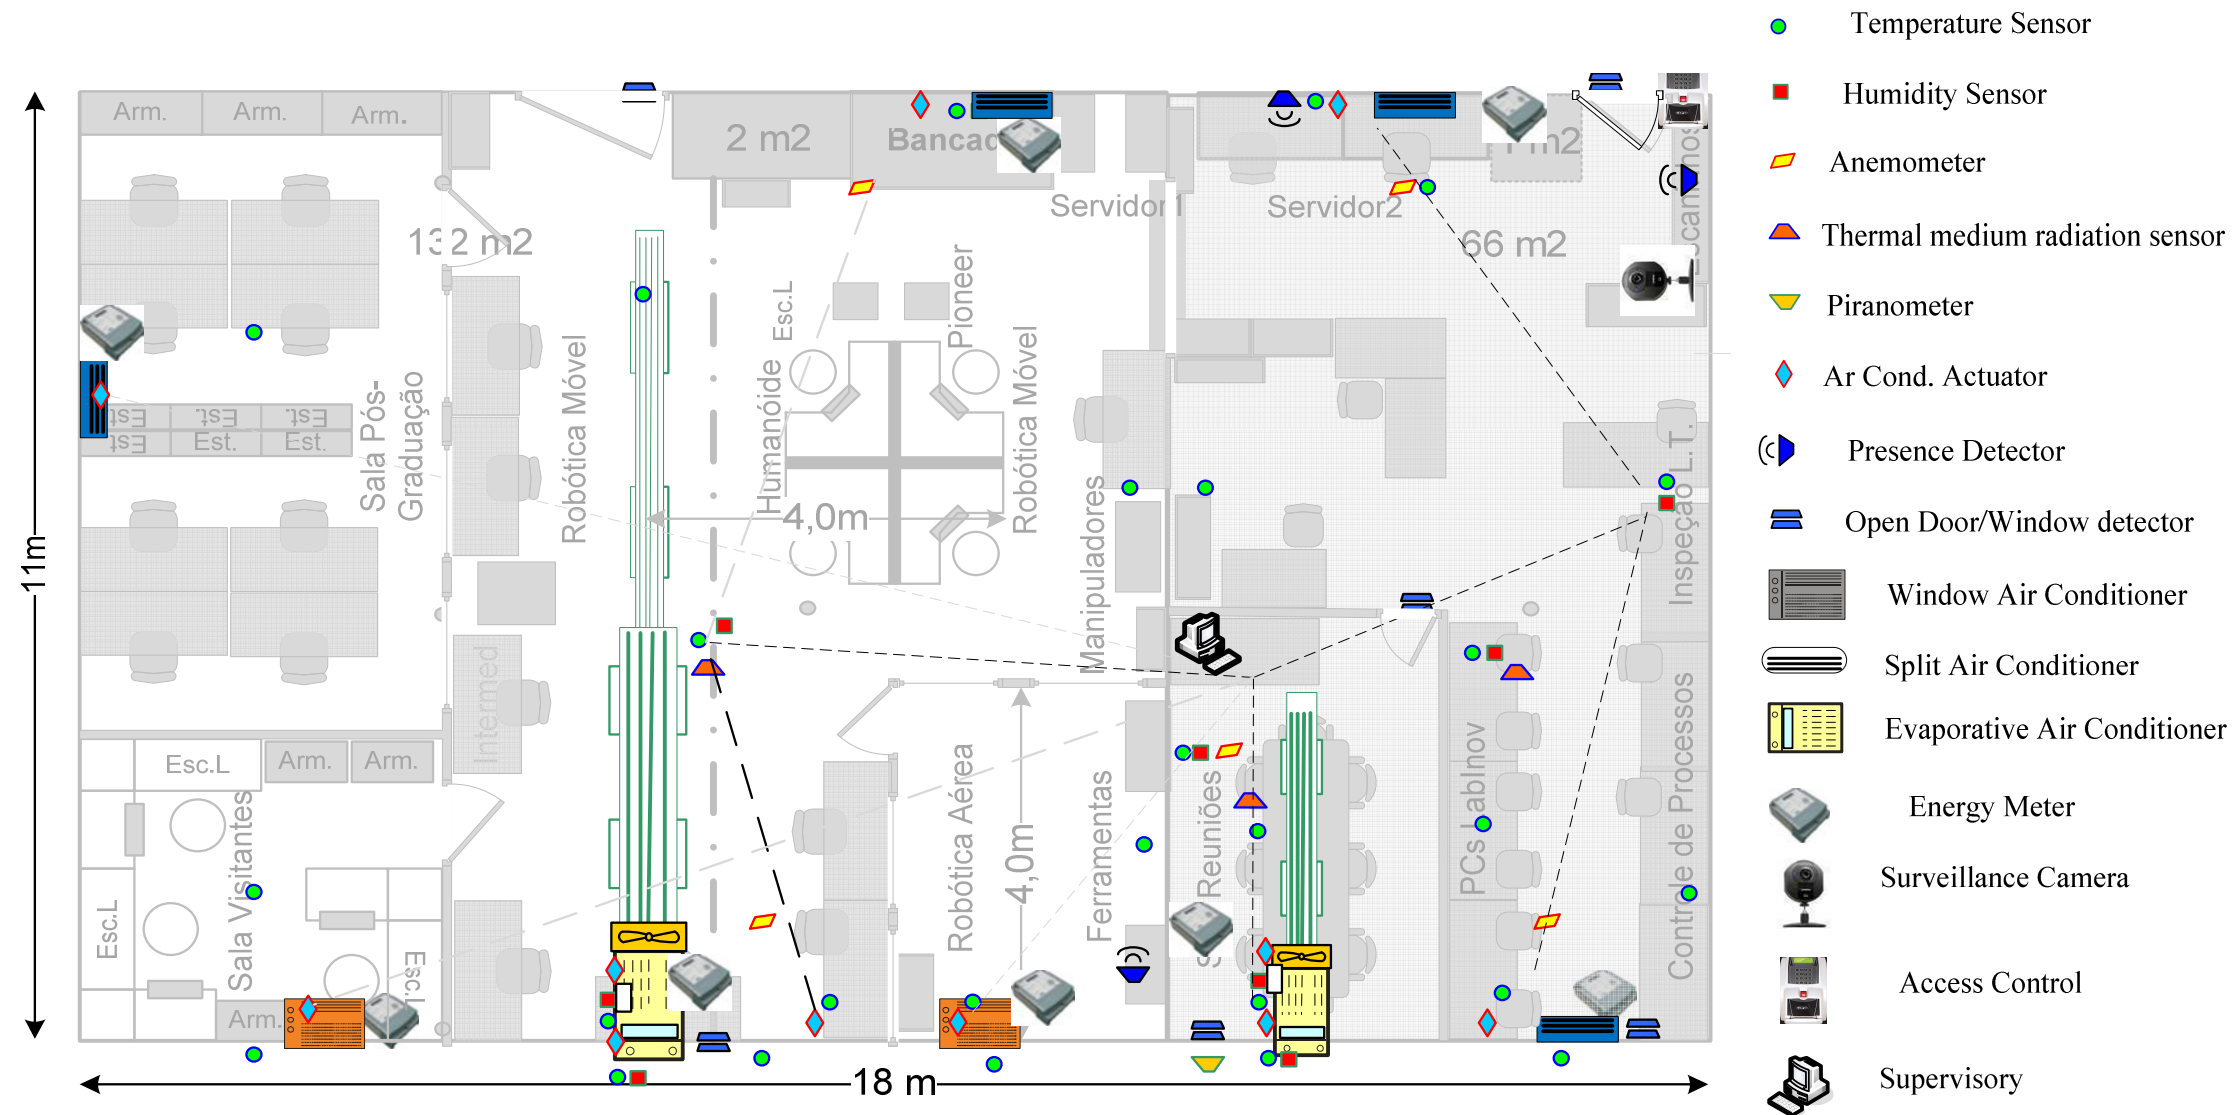 Arm.
Arm.
Arm.
2 m2
Bancad
m2
Escaninhos
Servidor1
Servidor2
132 m2
66 m2
Esc.L
Pioneer
Robótica Móvel
Humanóide
Robótica Móvel
Sala Pós-
Graduação
Est.
Est.
Est.
Est.
Est.
Est.
4,0m
Manipuladores
Inspeção L. T.
11m
Intermed
Esc.L
Arm.
Arm.
Sala Visitantes
Esc.L
Esc.L
Arm.
Robótica Aérea
4,0m
Ferramentas
Reuniões
PCs LabInov
Controle de Processos
18 m
Temperature Sensor
Humidity Sensor
Anemometer
Thermal medium radiation sensor
Piranometer
Ar Cond. Actuator
Presence Detector
Open Door/Window detector
Window Air Conditioner
Split Air Conditioner
Evaporative Air Conditioner
Energy Meter
Surveillance Camera
Access Control
Supervisory